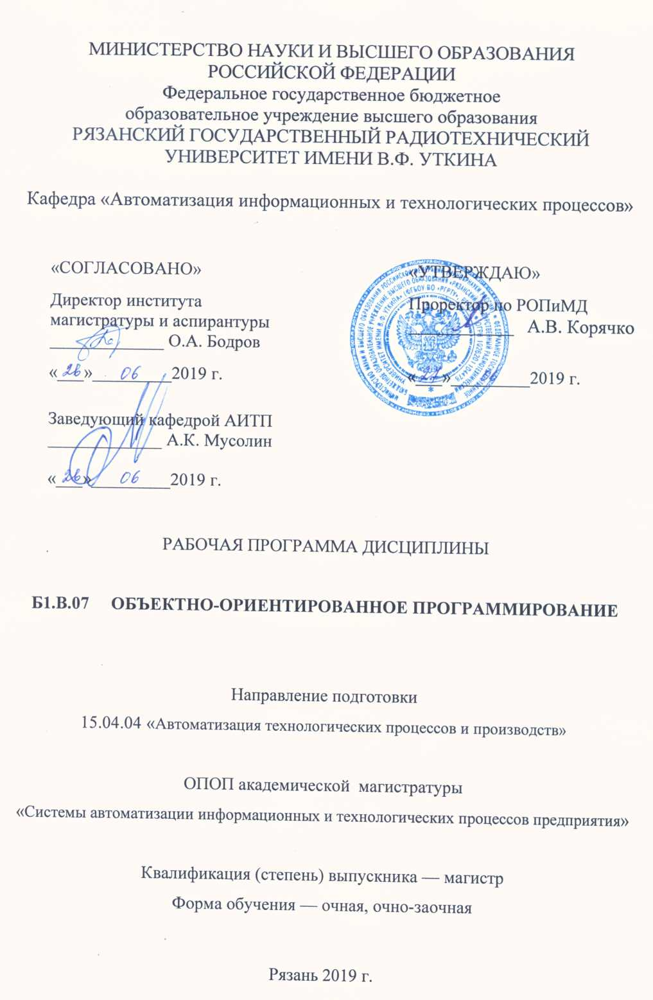 МИНИСТЕРСТВО НАУКИ И ВЫСШЕГО ОБРАЗОВАНИЯ
РОССИЙСКОЙ ФЕДЕРАЦИИ
Федеральное государственное бюджетное
образовательное учреждение высшего образования
РЯЗАНСКИЙ ГОСУДАРСТВЕННЫЙ РАДИОТЕХНИЧЕСКИЙ
УНИВЕРСИТЕТ ИМЕНИ В.Ф. УТКИНА
Кафедра «Автоматизация информационных и технологических процессов»
«СОГЛАСОВАНО»
Директор института
магистратуры и аспирантуры
_____________ О.А. Бодров
«26» 06 2019 г.
Заведующий кафедрой АИТП
_____________ А.К. Мусолин
«26» 06 2019 г.
«УТВЕРЖДАЮ»
Проректор по РОПиМД
____________ А.В. Корячко
«27» 2019 г.
РАБОЧАЯ ПРОГРАММА ДИСЦИПЛИНЫ
Б1.В.07 ОБЪЕКТНО-ОРИЕНТИРОВАННОЕ ПРОГРАММИРОВАНИЕ
Направление подготовки
15.04.04 «Автоматизация технологических процессов и производств»
ОПОП академической магистратуры
«Системы автоматизации информационных и технологических процессов предприятия»
Квалификация (степень) выпускника — магистр
Форма обучения — очная, очно-заочная
Рязань 2019 г.